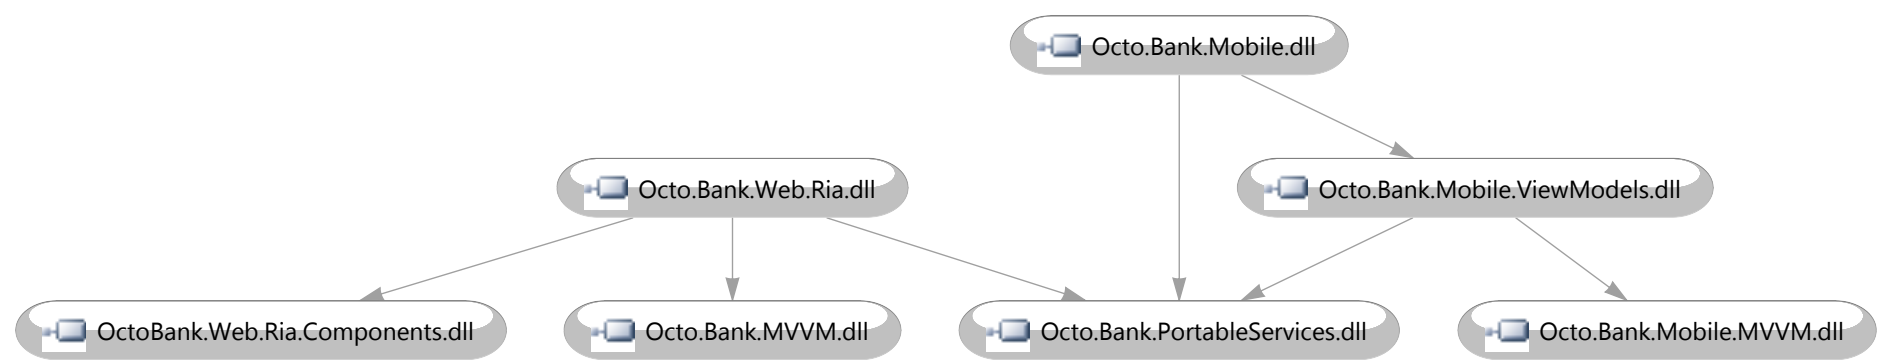 Octo.Bank.Mobile.dll
Octo.Bank.Web.Ria.dll
Octo.Bank.Mobile.ViewModels.dll
OctoBank.Web.Ria.Components.dll
Octo.Bank.MVVM.dll
Octo.Bank.PortableServices.dll
Octo.Bank.Mobile.MVVM.dll